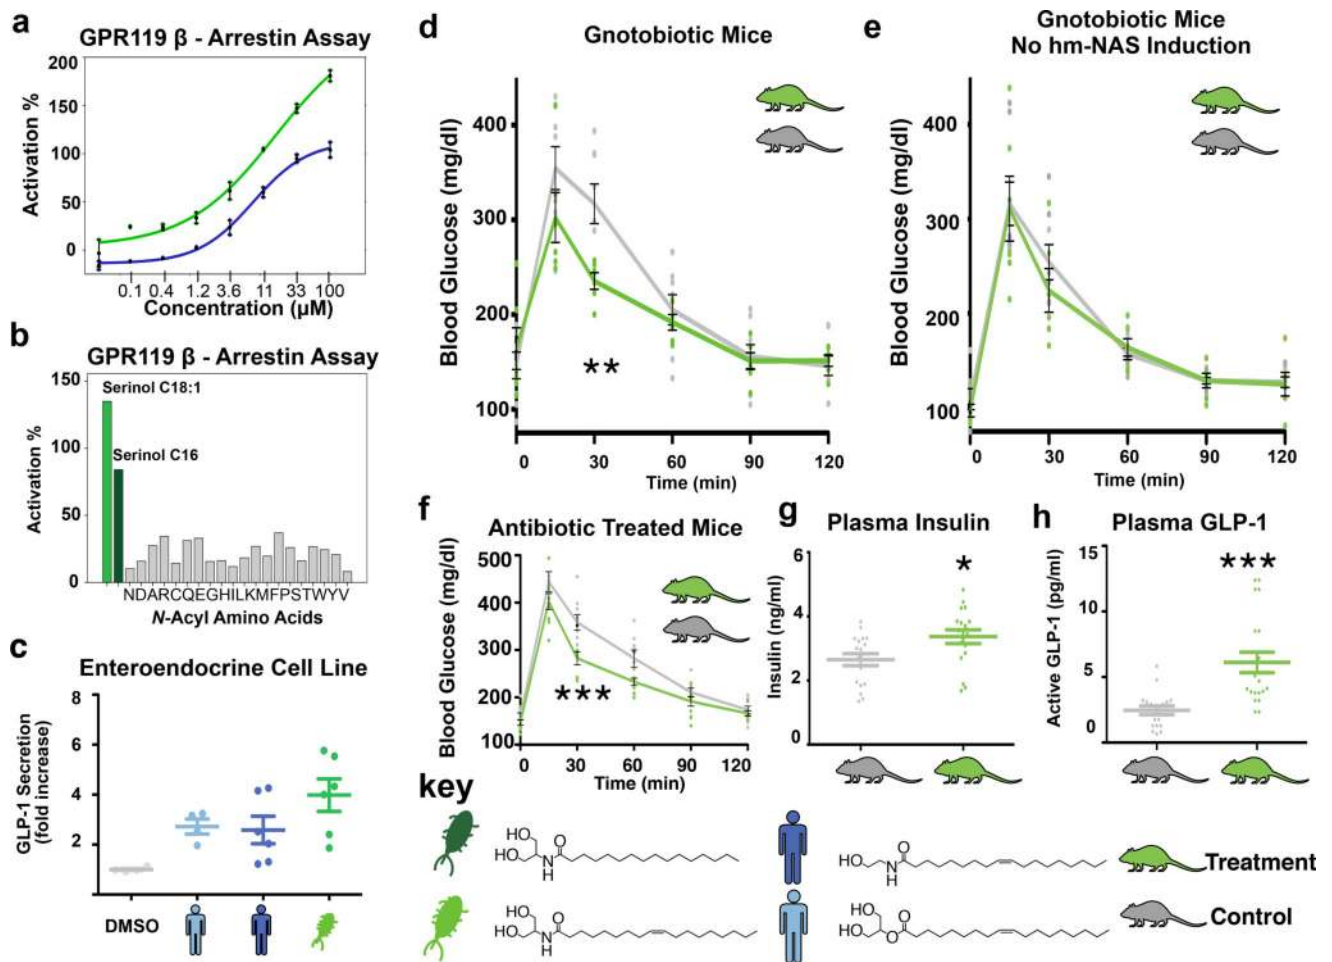 a
GPR119 β - Arrestin Assay
Activation %
200
150
100
50
0
0.1 0.4 1.2 3.6 11 33 100
Concentration (μM)
b
GPR119 β - Arrestin Assay
Activation %
150
100
50
0
Serinol C18:1
Serinol C16
NDARCQEGHILKMFPSTWYV
N-Acyl Amino Acids
c
Enteroendocrine Cell Line
GLP-1 Secretion
(fold increase)
8
6
4
2
DMSO
d
Gnotobiotic Mice
Blood Glucose (mg/dl)
400
300
200
100
**
0 30 60 90 120
Time (min)
e
Gnotobiotic Mice
No hm-NAS Induction
Blood Glucose (mg/dl)
400
300
200
100
0 30 60 90 120
Time (min)
f
Antibiotic Treated Mice
Blood Glucose (mg/dl)
500
400
300
200
100
***
0 30 60 90 120
Time (min)
g
Plasma Insulin
Insulin (ng/ml)
6
4
2
0
*
h
Plasma GLP-1
Active GLP-1 (pg/ml)
15
10
5
0
***
key
HO
HO
N
H
O
HO
N
H
O
Treatment
HO
HO
N
H
O
HO
HO
O
O
Control